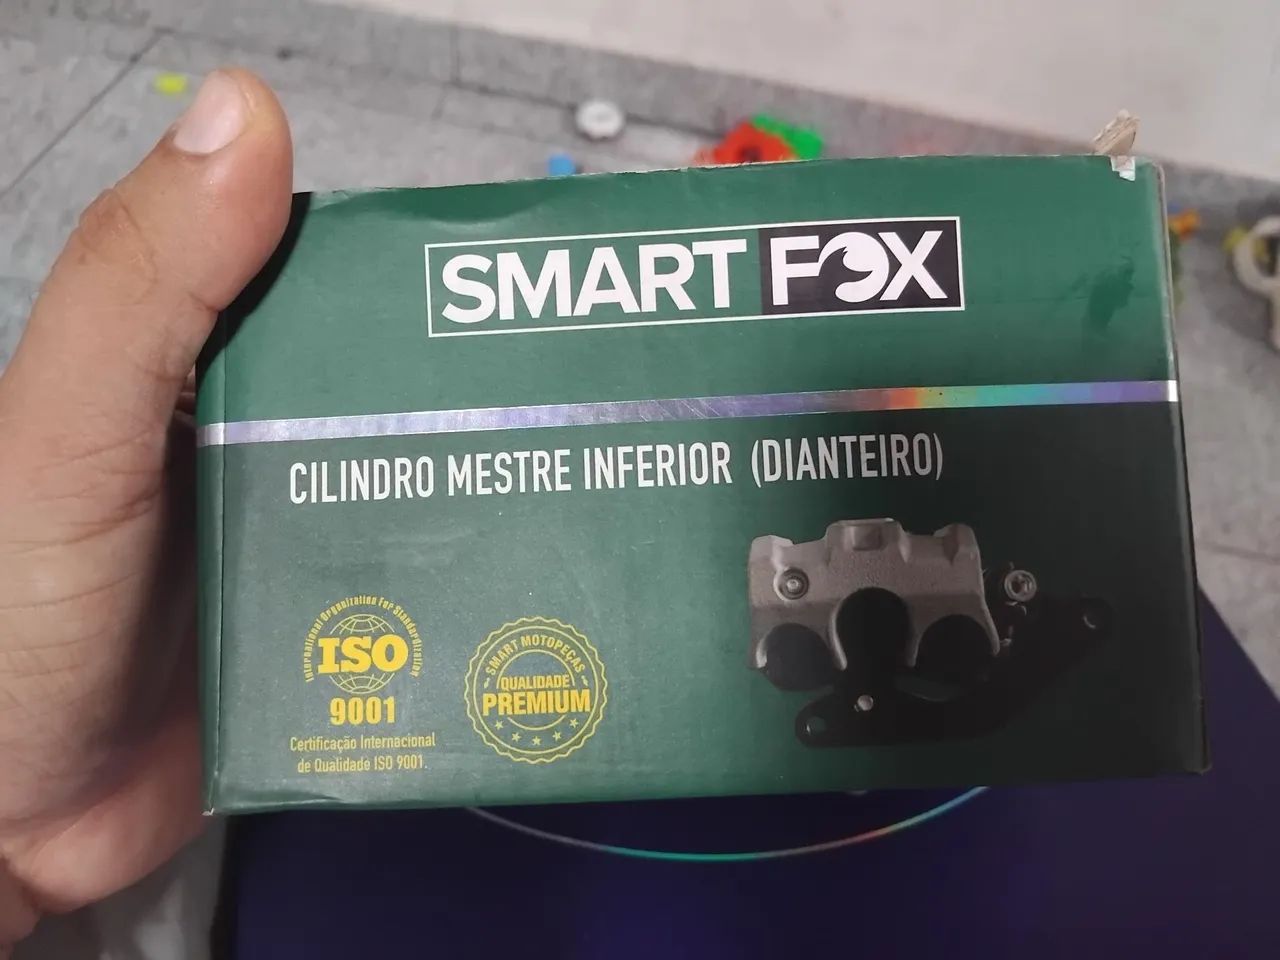 SMART FOX
CILINDRO MESTRE INFERIOR (DIANTEIRO)
International Organization For Standardization
ISO
9001
Certificação Internacional
de Qualidade ISO 9001.
SMART MOTOPEÇAS
QUALIDADE
PREMIUM